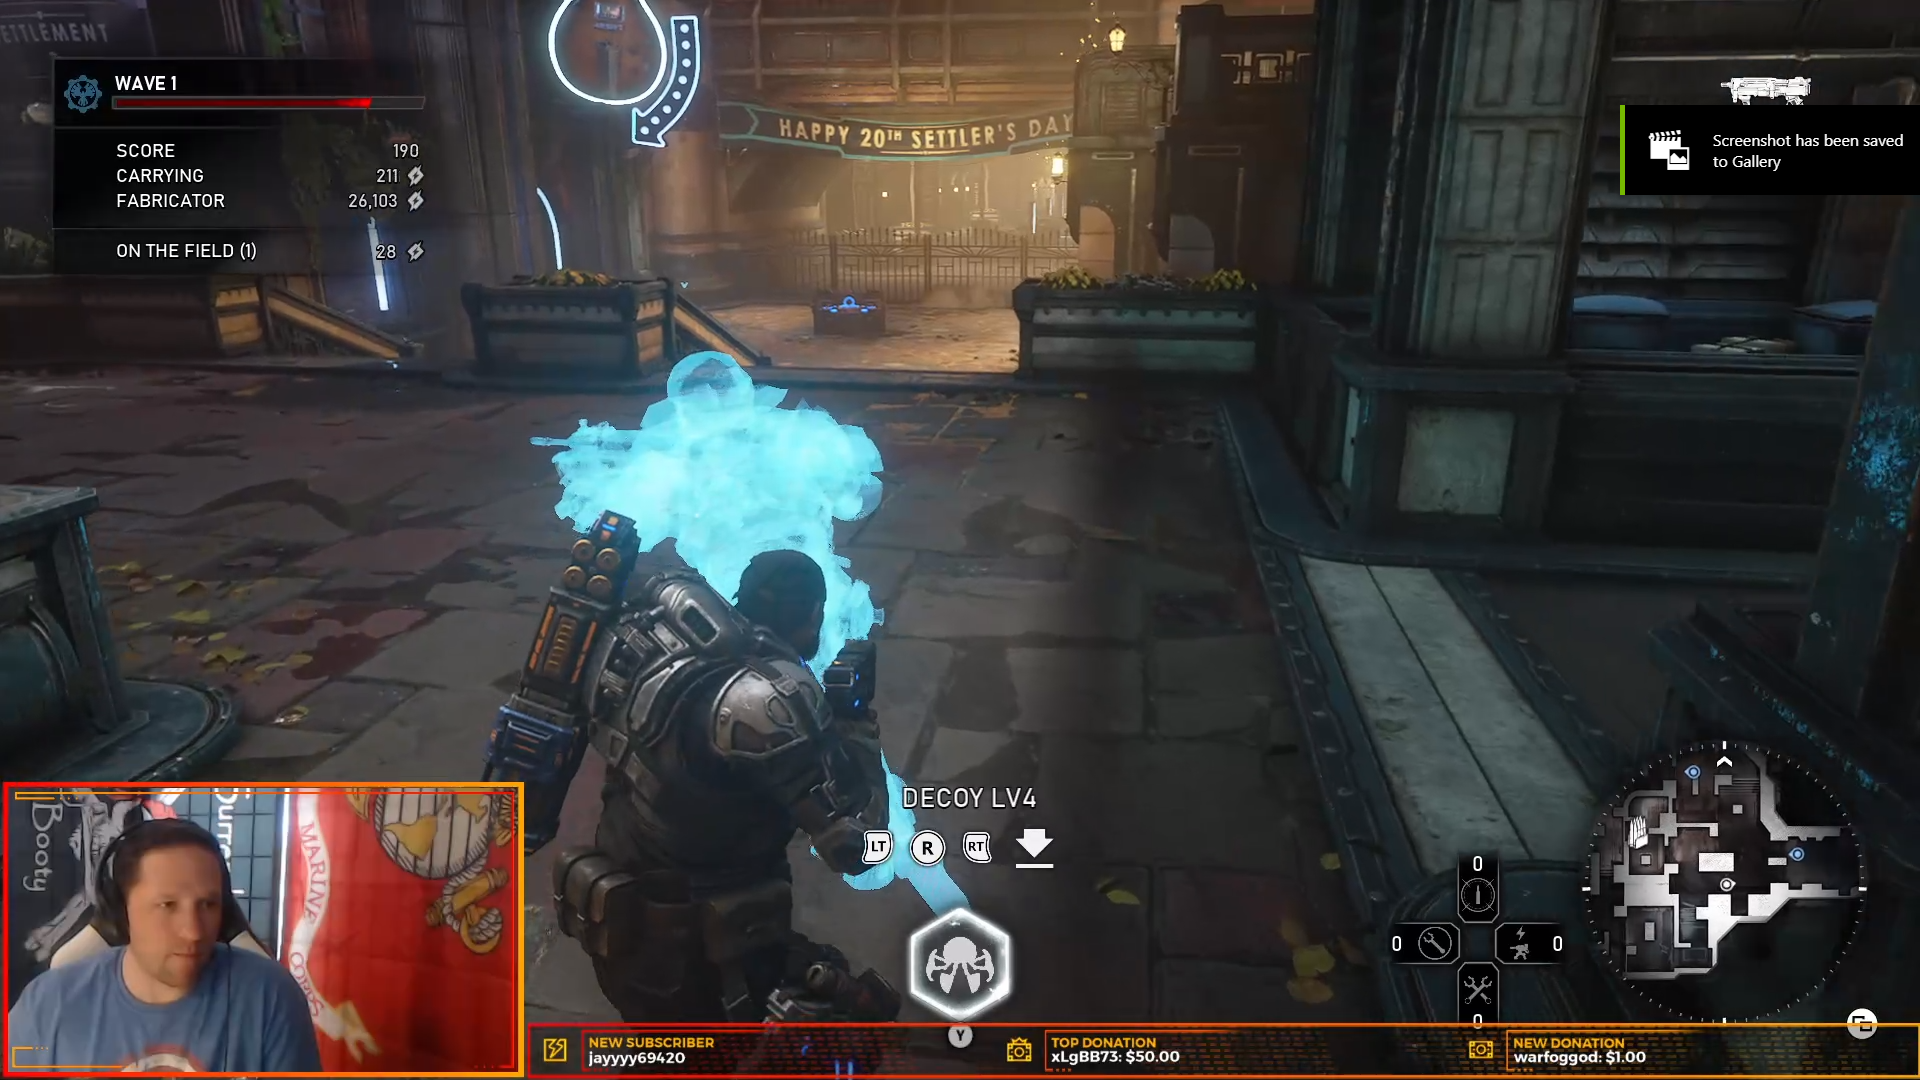 ETTLEMENT
WAVE 1
SCORE 190
CARRYING 211
FABRICATOR 26,103
ON THE FIELD (1) 28
HAPPY 20TH SETTLER'S DAY
Screenshot has been saved
to Gallery
DECOY LV4
LT R RT
0
0 0
0
Booty
MARINE
CORPS
Y
NEW SUBSCRIBER
jayyyy69420
TOP DONATION
xLgBB73: $50.00
NEW DONATION
warfoggod: $1.00